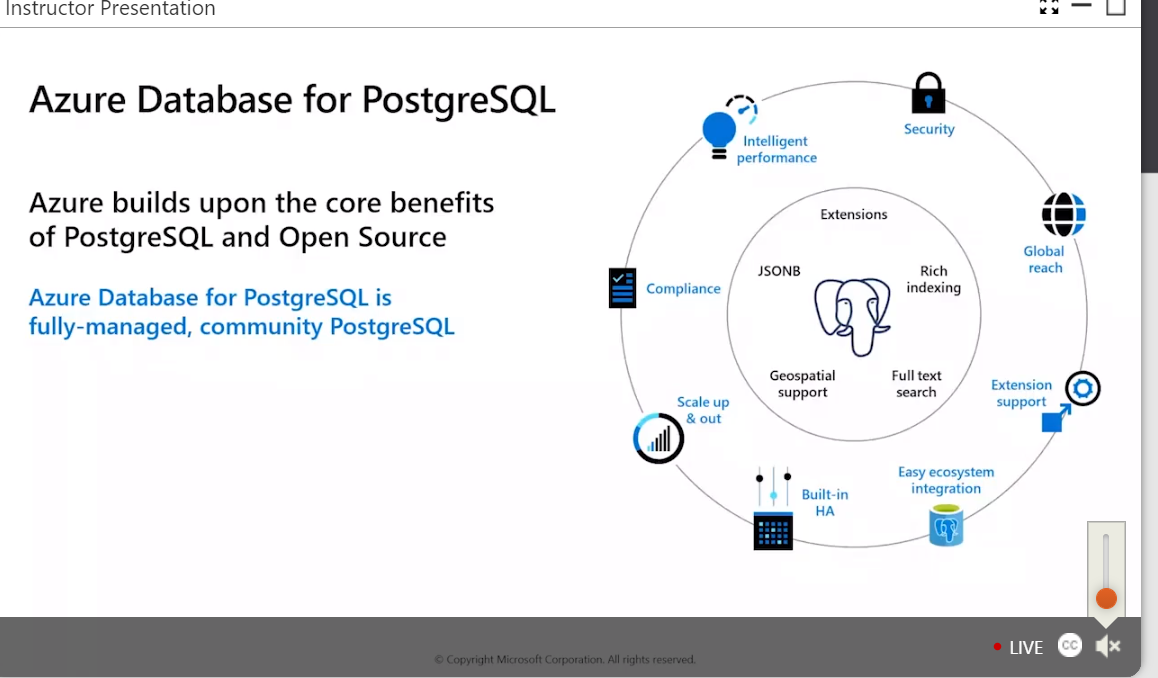 Instructor Presentation
Azure Database for PostgreSQL
Azure builds upon the core benefits
of PostgreSQL and Open Source
Azure Database for PostgreSQL is
fully-managed, community PostgreSQL
Intelligent
performance
Security
Global
reach
Extension
support
Easy ecosystem
integration
Built-in
HA
Scale up
& out
Compliance
Extensions
JSONB
Rich
indexing
Geospatial
support
Full text
search
LIVE
CC
© Copyright Microsoft Corporation. All rights reserved.